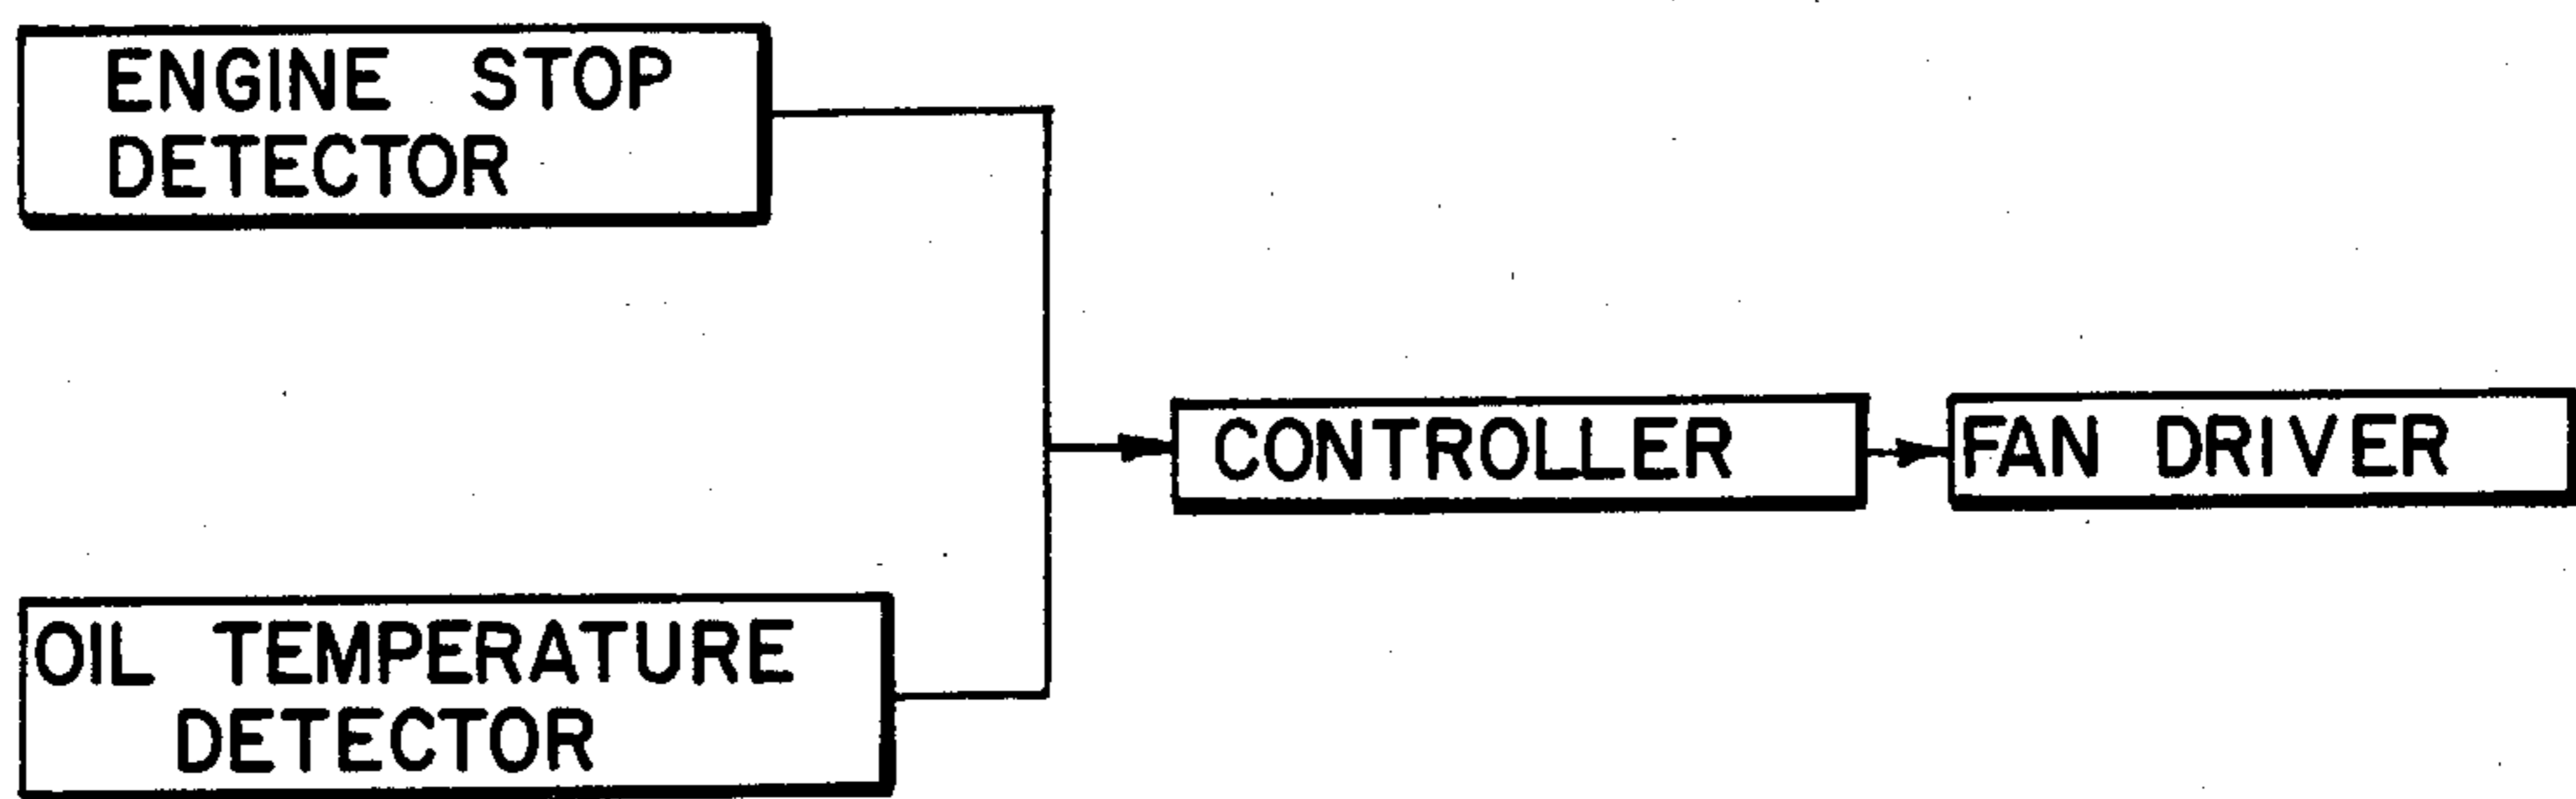 ENGINE STOP
DETECTOR
CONTROLLER
FAN DRIVER
OIL TEMPERATURE
DETECTOR